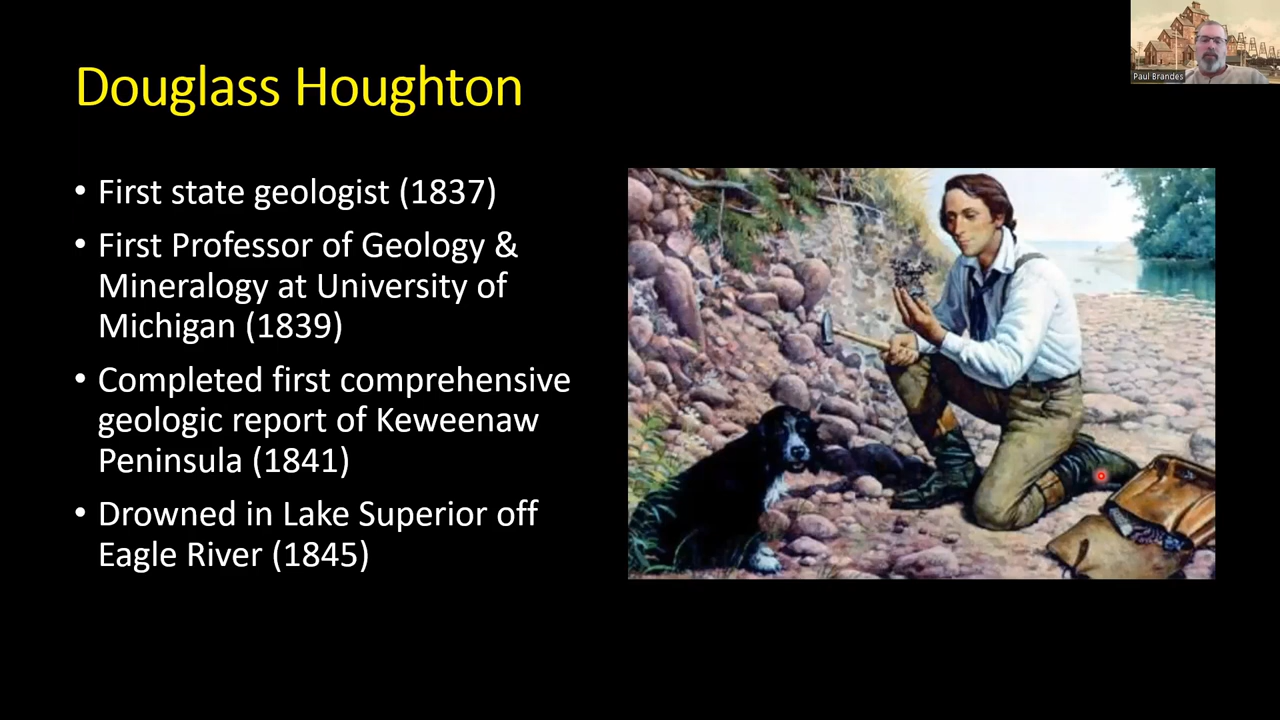 Douglass Houghton
• First state geologist (1837)
• First Professor of Geology &
Mineralogy at University of
Michigan (1839)
• Completed first comprehensive
geologic report of Keweenaw
Peninsula (1841)
• Drowned in Lake Superior off
Eagle River (1845)
Paul Brandes